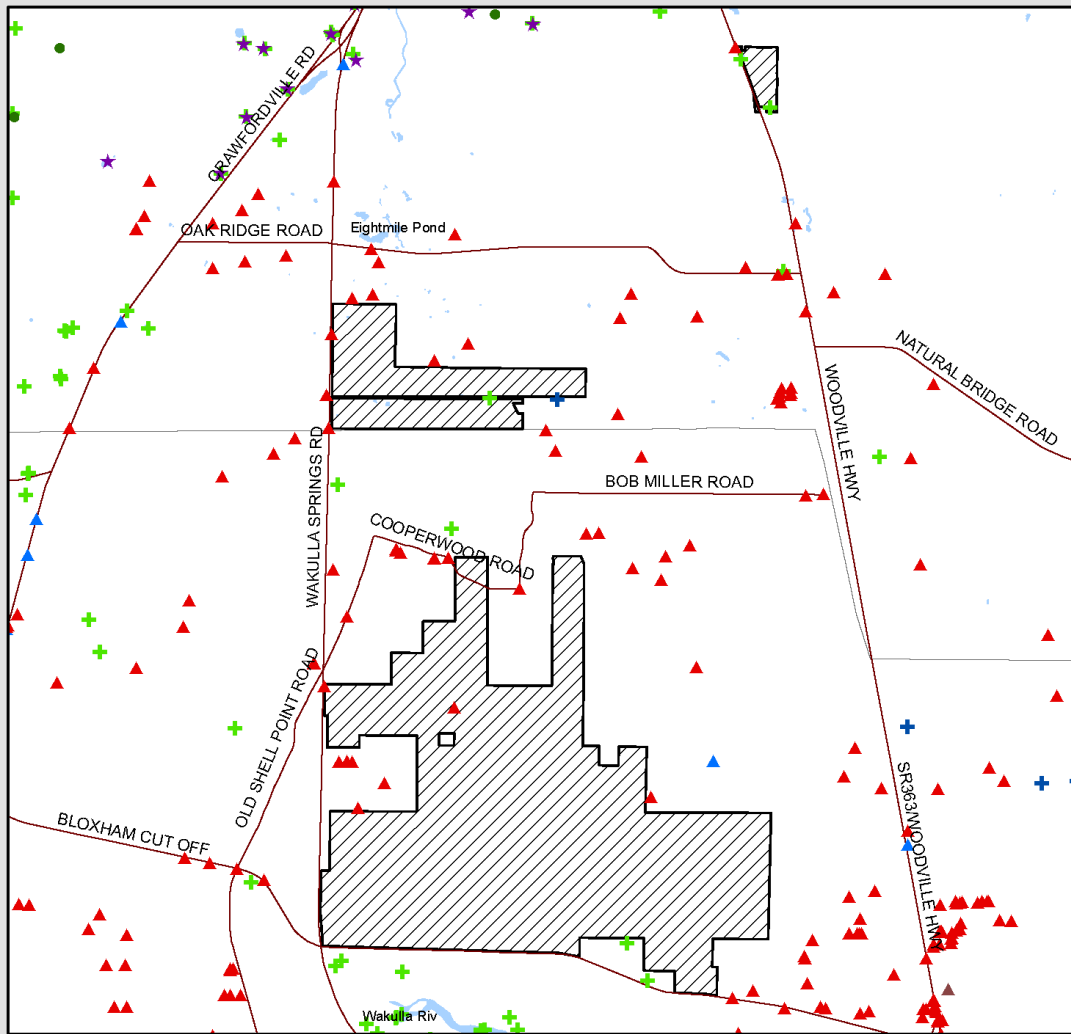 CRAWFORDVILLE RD
OAK RIDGE ROAD
Eightmile Pond
NATURAL BRIDGE ROAD
WOODVILLE HWY
WAKULLA SPRINGS RD
BOB MILLER ROAD
COOPERWOOD ROAD
OLD SHELL POINT ROAD
SR363/WOODVILLE HWY
BLOXHAM CUT OFF
Wakulla Riv